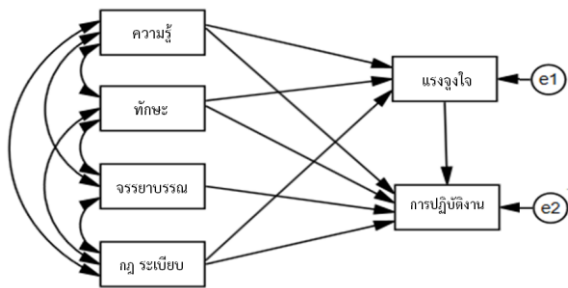 ความรู้
ทักษะ
จรรยาบรรณ
กฎ ระเบียบ
แรงจูงใจ
e1
การปฏิบัติงาน
e2